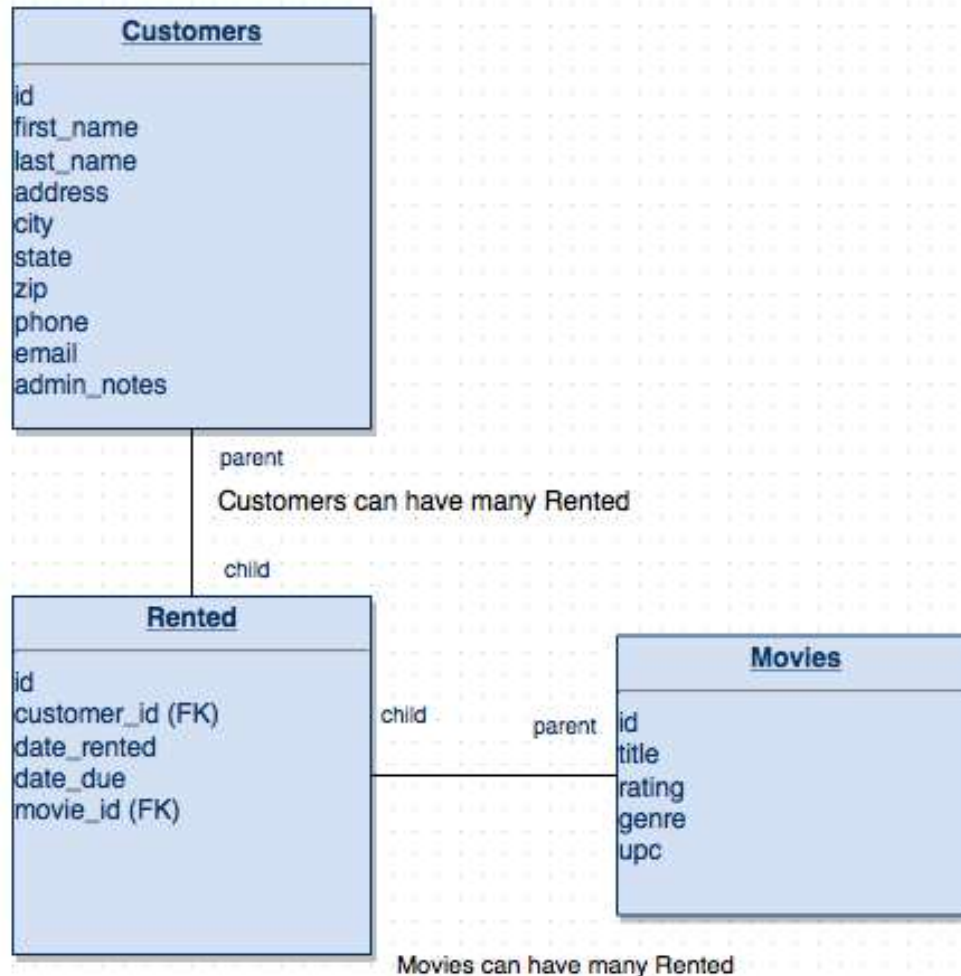 Customers
id
first_name
last_name
address
city
state
zip
phone
email
admin_notes
parent
Customers can have many Rented
child
Rented
id
customer_id (FK)
date_rented
date_due
movie_id (FK)
child
parent
Movies
id
title
rating
genre
upc
Movies can have many Rented